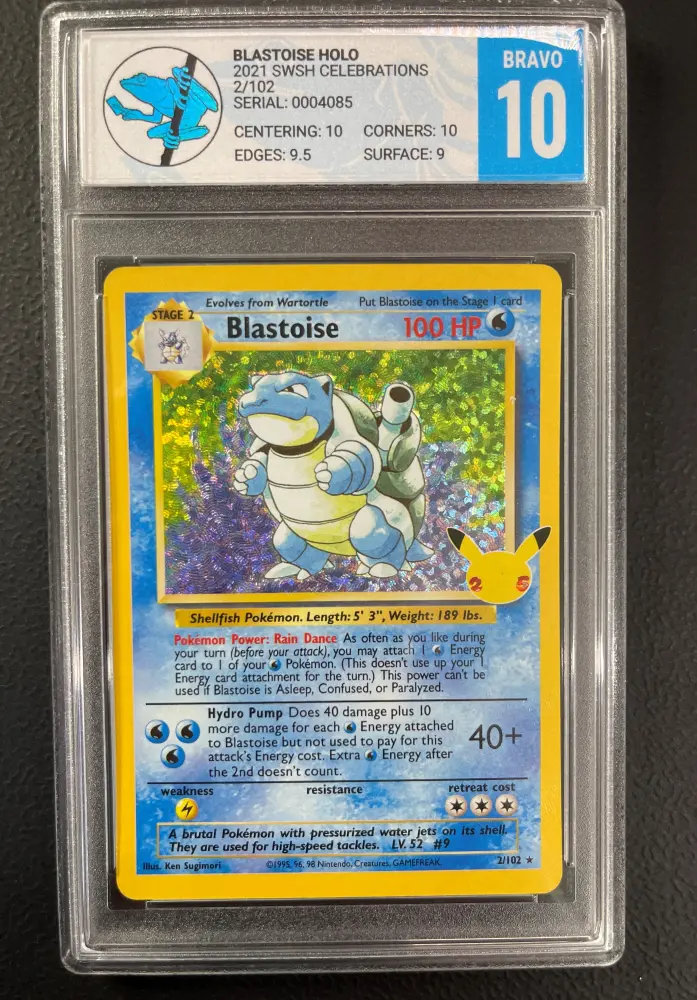 BLASTOISE HOLO
2021 SWSH CELEBRATIONS
2/102
SERIAL: 0004085
CENTERING: 10 CORNERS: 10
EDGES: 9.5 SURFACE: 9
BRAVO
10
Evolves from Wartortle Put Blastoise on the Stage 1 card
STAGE 2
Blastoise 100 HP
25
Shellfish Pokémon. Length: 5' 3", Weight: 189 lbs.
Pokémon Power: Rain Dance As often as you like during
your turn (before your attack), you may attach 1 Energy
card to 1 of your Pokémon. (This doesn't use up your 1
Energy card attachment for the turn.) This power can't be
used if Blastoise is Asleep, Confused, or Paralyzed.
Hydro Pump Does 40 damage plus 10
more damage for each Energy attached
to Blastoise but not used to pay for this
attack's Energy cost. Extra Energy after
the 2nd doesn't count.
40+
weakness resistance retreat cost
A brutal Pokémon with pressurized water jets on its shell.
They are used for high-speed tackles. LV. 52 #9
Illus. Ken Sugimori ©1995, 96, 98 Nintendo, Creatures, GAMEFREAK. 2/102 ★